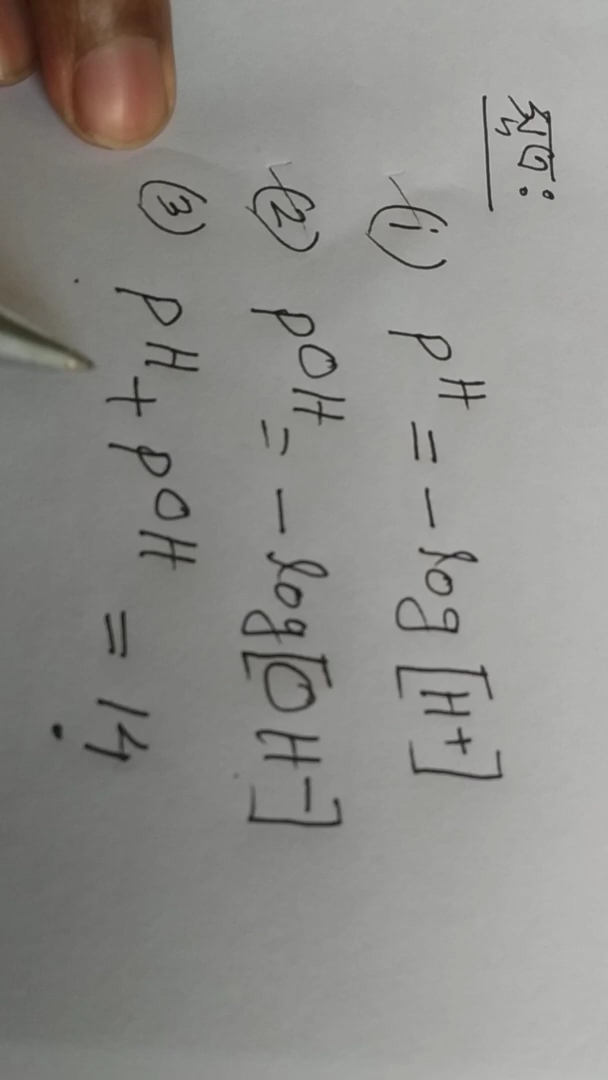 সূত্র:
(i) pH = - log [H+]
(2) pOH = - log [OH-]
(3) pH + pOH = 14